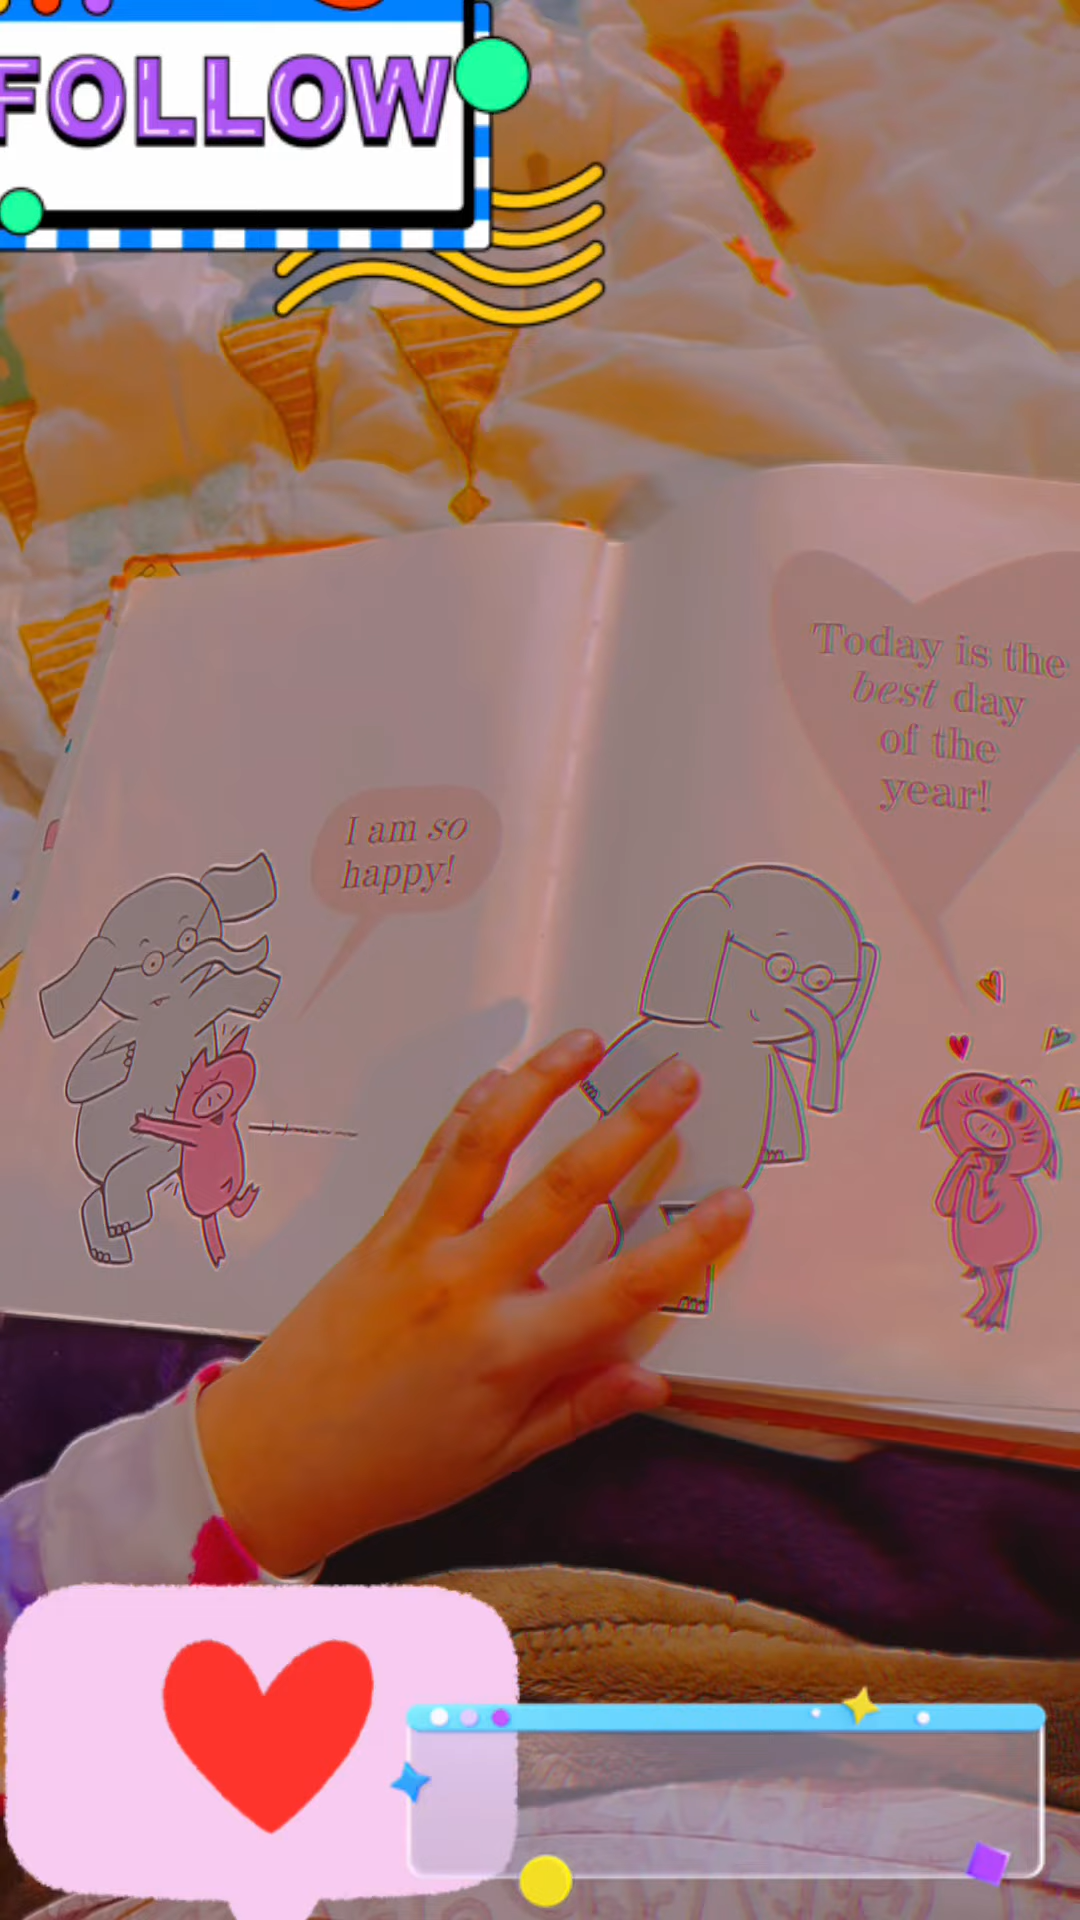 FOLLOW
I am so
happy!
Today is the
best day
of the
year!